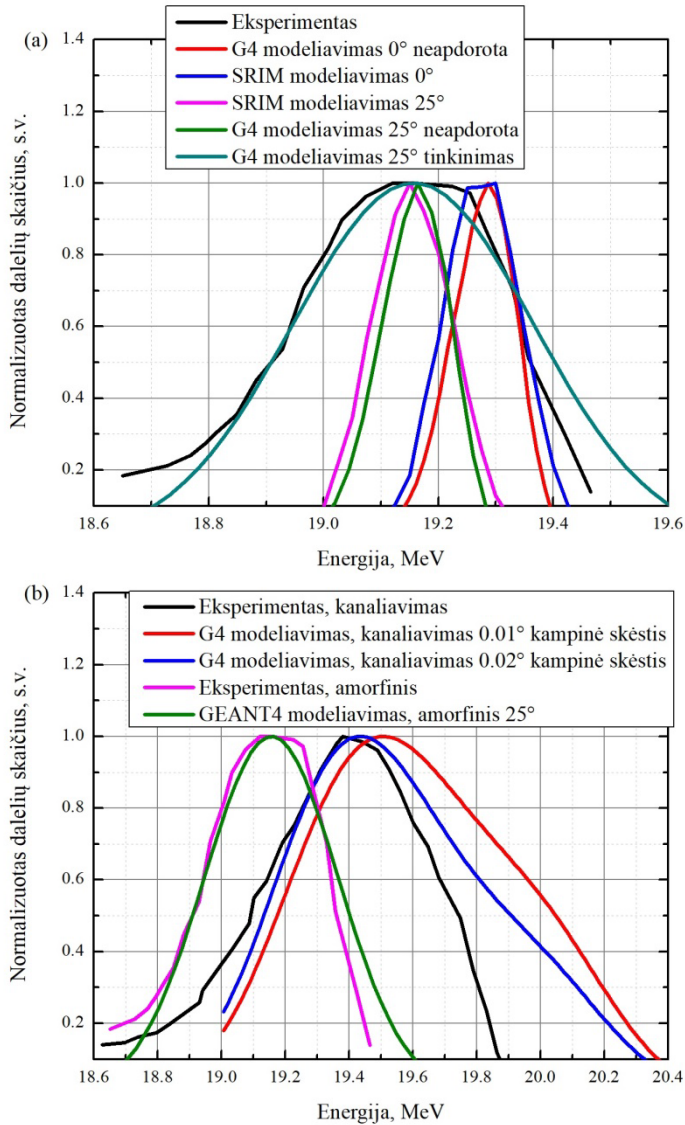 (a)
Eksperimentas
G4 modeliavimas 0° neapdorota
SRIM modeliavimas 0°
SRIM modeliavimas 25°
G4 modeliavimas 25° neapdorota
G4 modeliavimas 25° tinkinimas
Normalizuotas dalelių skaičius, s.v.
1.4
1.2
1.0
0.8
0.6
0.4
0.2
18.6 18.8 19.0 19.2 19.4 19.6
Energija, MeV
(b)
Eksperimentas, kanaliavimas
G4 modeliavimas, kanaliavimas 0.01° kampinė skėstis
G4 modeliavimas, kanaliavimas 0.02° kampinė skėstis
Eksperimentas, amorfinis
GEANT4 modeliavimas, amorfinis 25°
Normalizuotas dalelių skaičius, s.v.
1.4
1.2
1.0
0.8
0.6
0.4
0.2
18.6 18.8 19.0 19.2 19.4 19.6 19.8 20.0 20.2 20.4
Energija, MeV